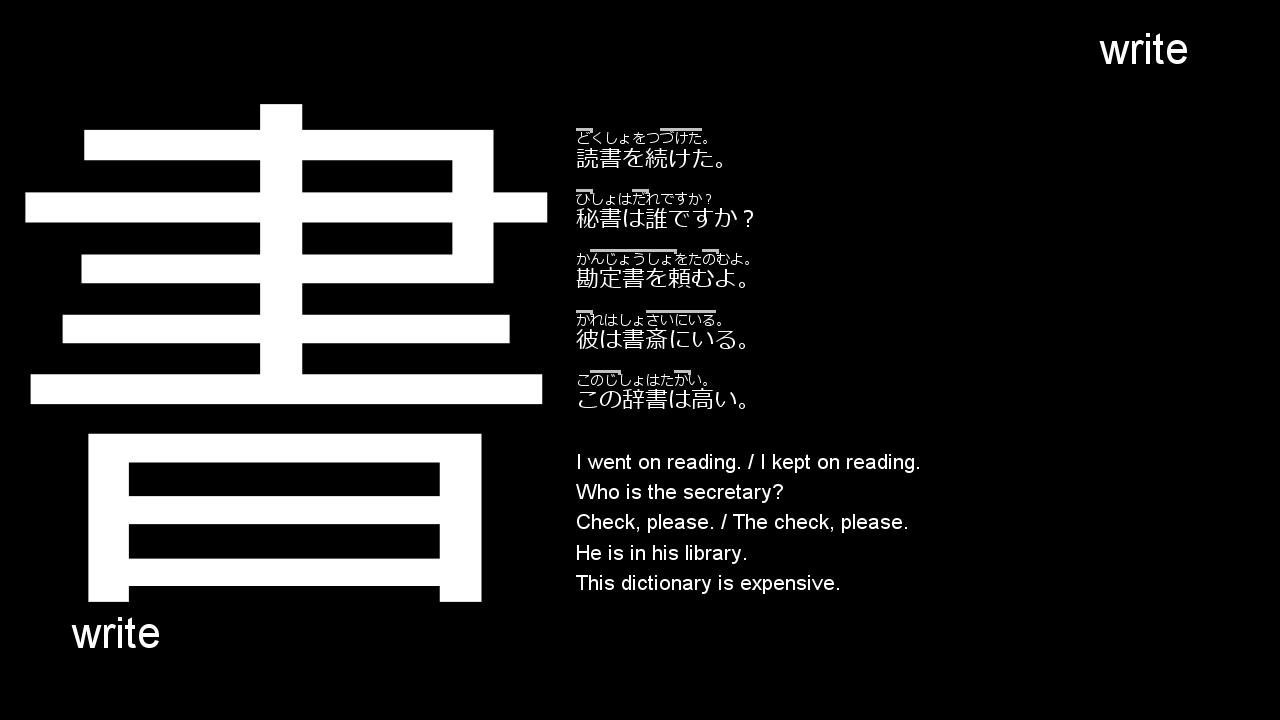 write
書
どくしょをつづけた。
読書を続けた。
ひしょはだれですか？
秘書は誰ですか？
かんじょうしょをたのむよ。
勘定書を頼むよ。
かれはしょさいにいる。
彼は書斎にいる。
このじしょはたかい。
この辞書は高い。
I went on reading. / I kept on reading.
Who is the secretary?
Check, please. / The check, please.
He is in his library.
This dictionary is expensive.
write